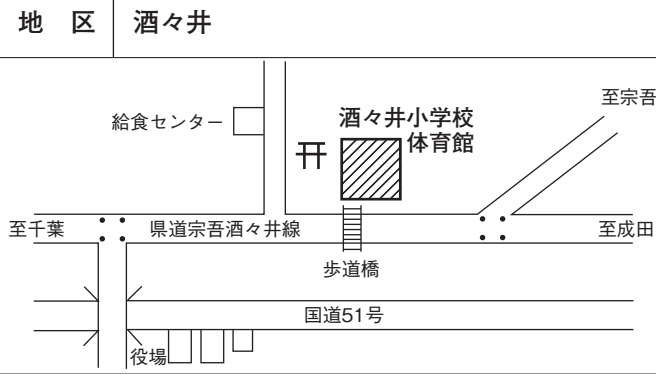 地 区 酒々井
至宗吾
給食センター
酒々井小学校
体育館
至千葉
県道宗吾酒々井線
至成田
歩道橋
国道51号
役場